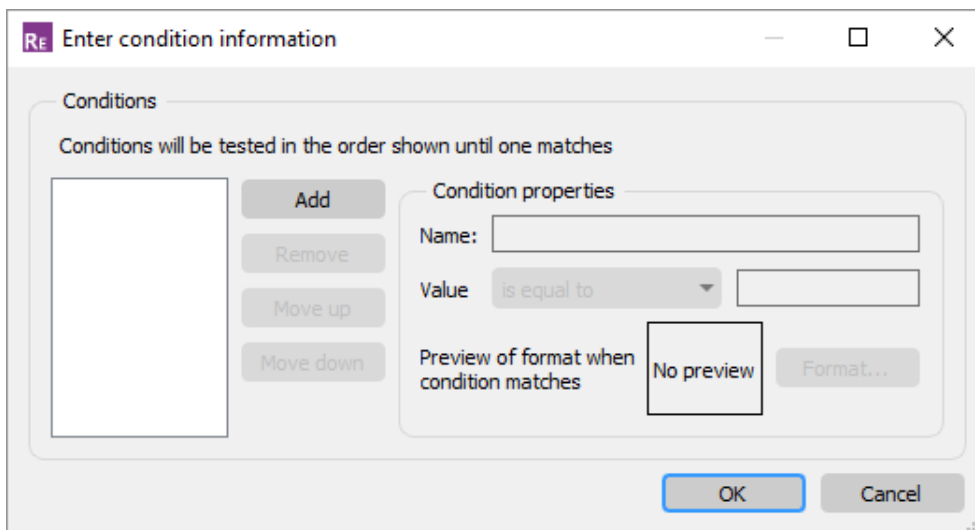 RE Enter condition information
Conditions
Conditions will be tested in the order shown until one matches
Add
Remove
Move up
Move down
Condition properties
Name:
Value is equal to
Preview of format when
condition matches
No preview
Format...
OK Cancel